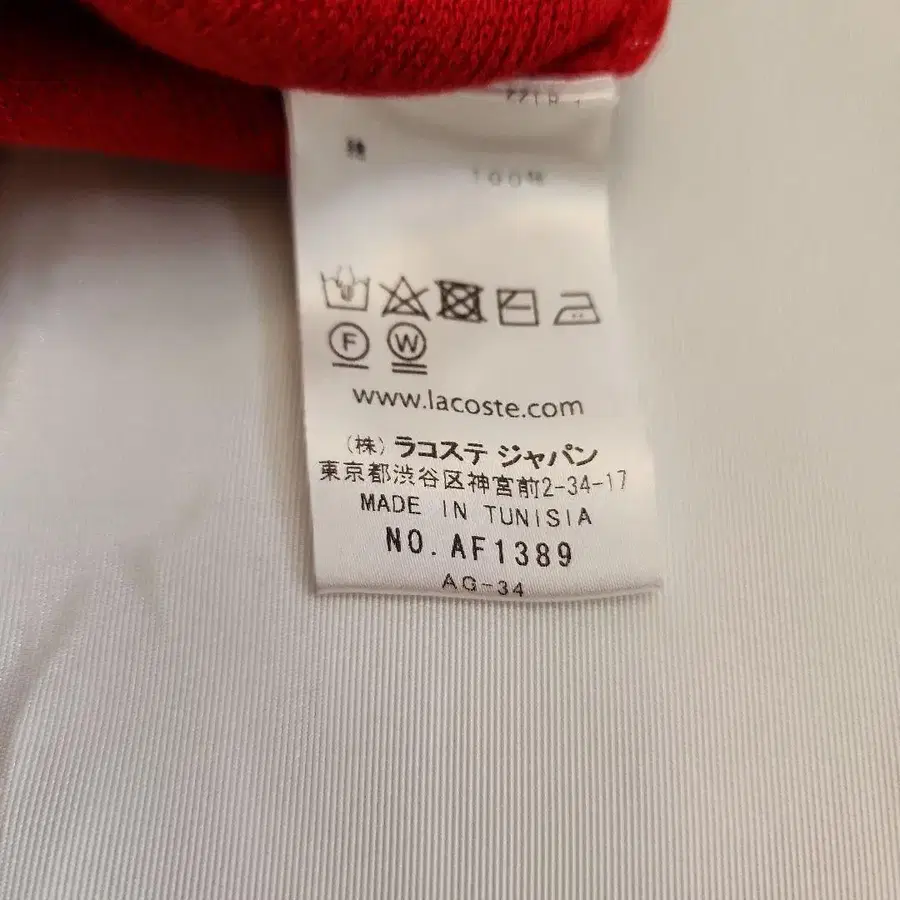 100%
F W
www.lacoste.com
(株) ラコステ ジャパン
東京都渋谷区神宮前2-34-17
MADE IN TUNISIA
NO. AF1389
AG-34